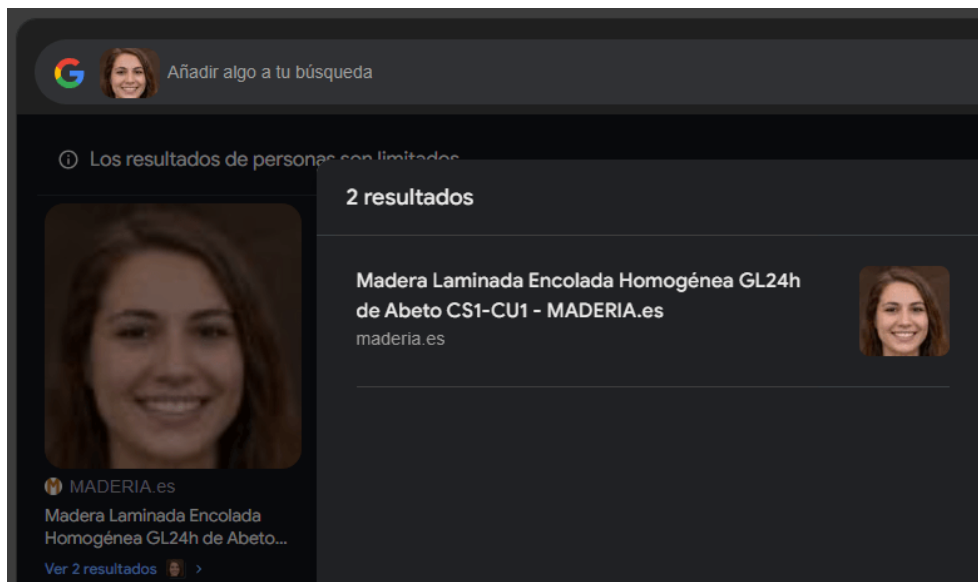 Añadir algo a tu búsqueda
Los resultados de personas son limitados
2 resultados
Madera Laminada Encolada Homogénea GL24h
de Abeto CS1-CU1 - MADERIA.es
maderia.es
MADERIA.es
Madera Laminada Encolada
Homogénea GL24h de Abeto...
Ver 2 resultados